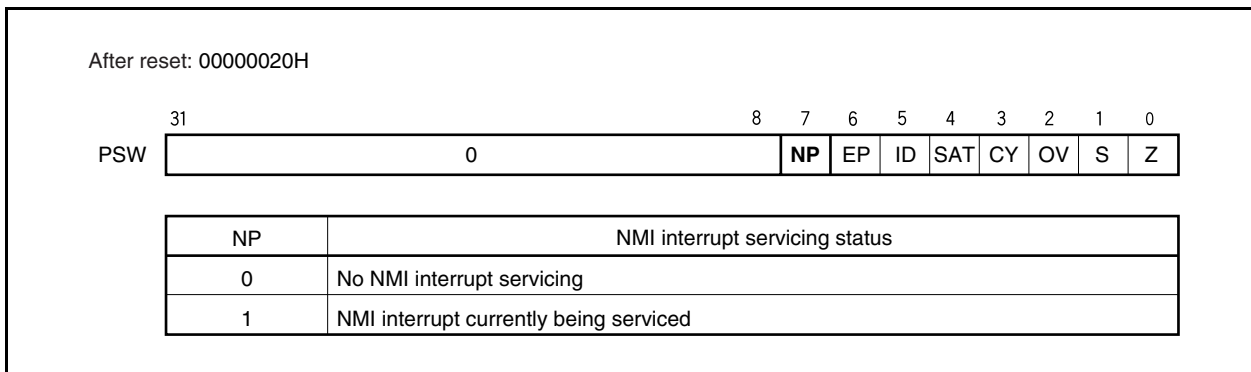 After reset: 00000020H
31 8 7 6 5 4 3 2 1 0
PSW 0 NP EP ID SAT CY OV S Z
NP NMI interrupt servicing status
0 No NMI interrupt servicing
1 NMI interrupt currently being serviced